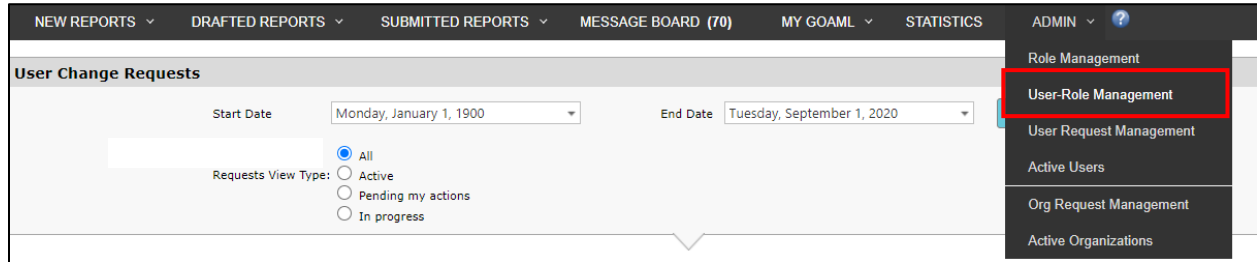 NEW REPORTS DRAFTED REPORTS SUBMITTED REPORTS MESSAGE BOARD (70) MY GOAML STATISTICS ADMIN ?
Role Management
User Change Requests
User-Role Management
Start Date Monday, January 1, 1900 End Date Tuesday, September 1, 2020
User Request Management
All
Requests View Type: Active
Active Users
Pending my actions
In progress
Org Request Management
Active Organizations